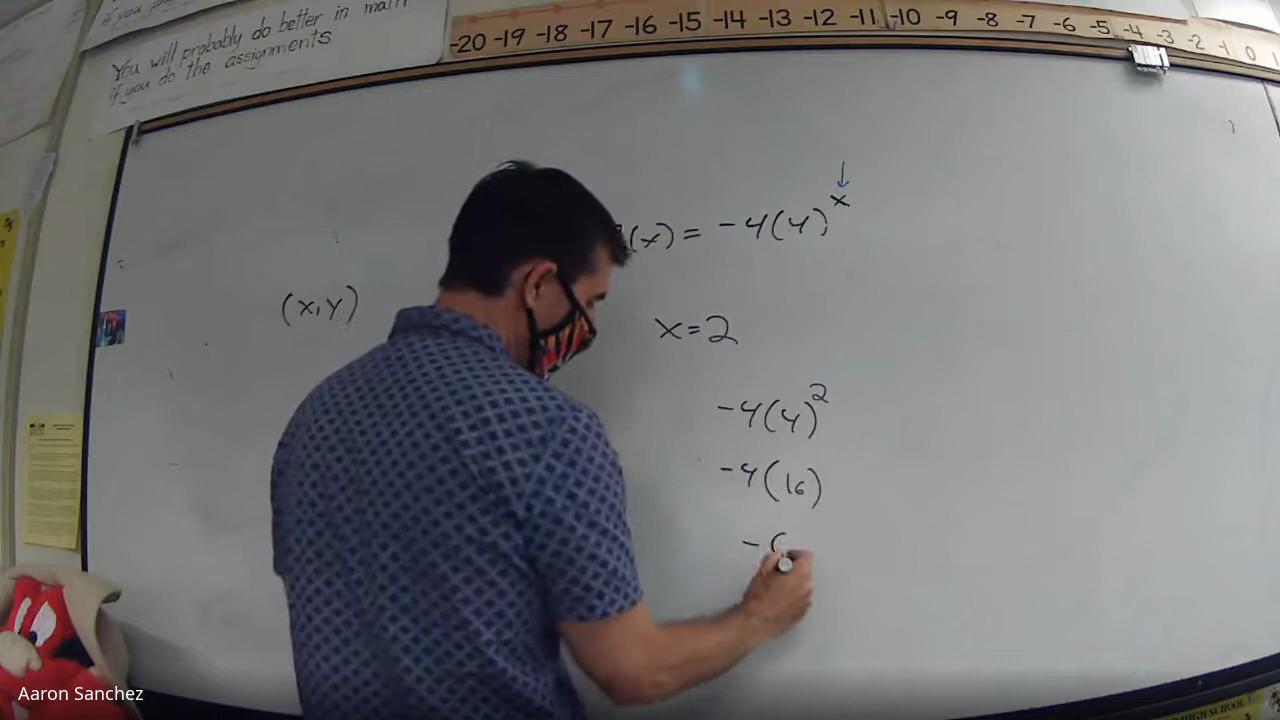 You will probably do better in math
if you do the assignments
-20 -19 -18 -17 -16 -15 -14 -13 -12 -11 -10 -9 -8 -7 -6 -5 -4 -3 -2 -1 0
(x) = -4(4)^x
(x,y)
x=2
-4(4)^2
-4(16)
-6
Aaron Sanchez
HIGH SCHOOL